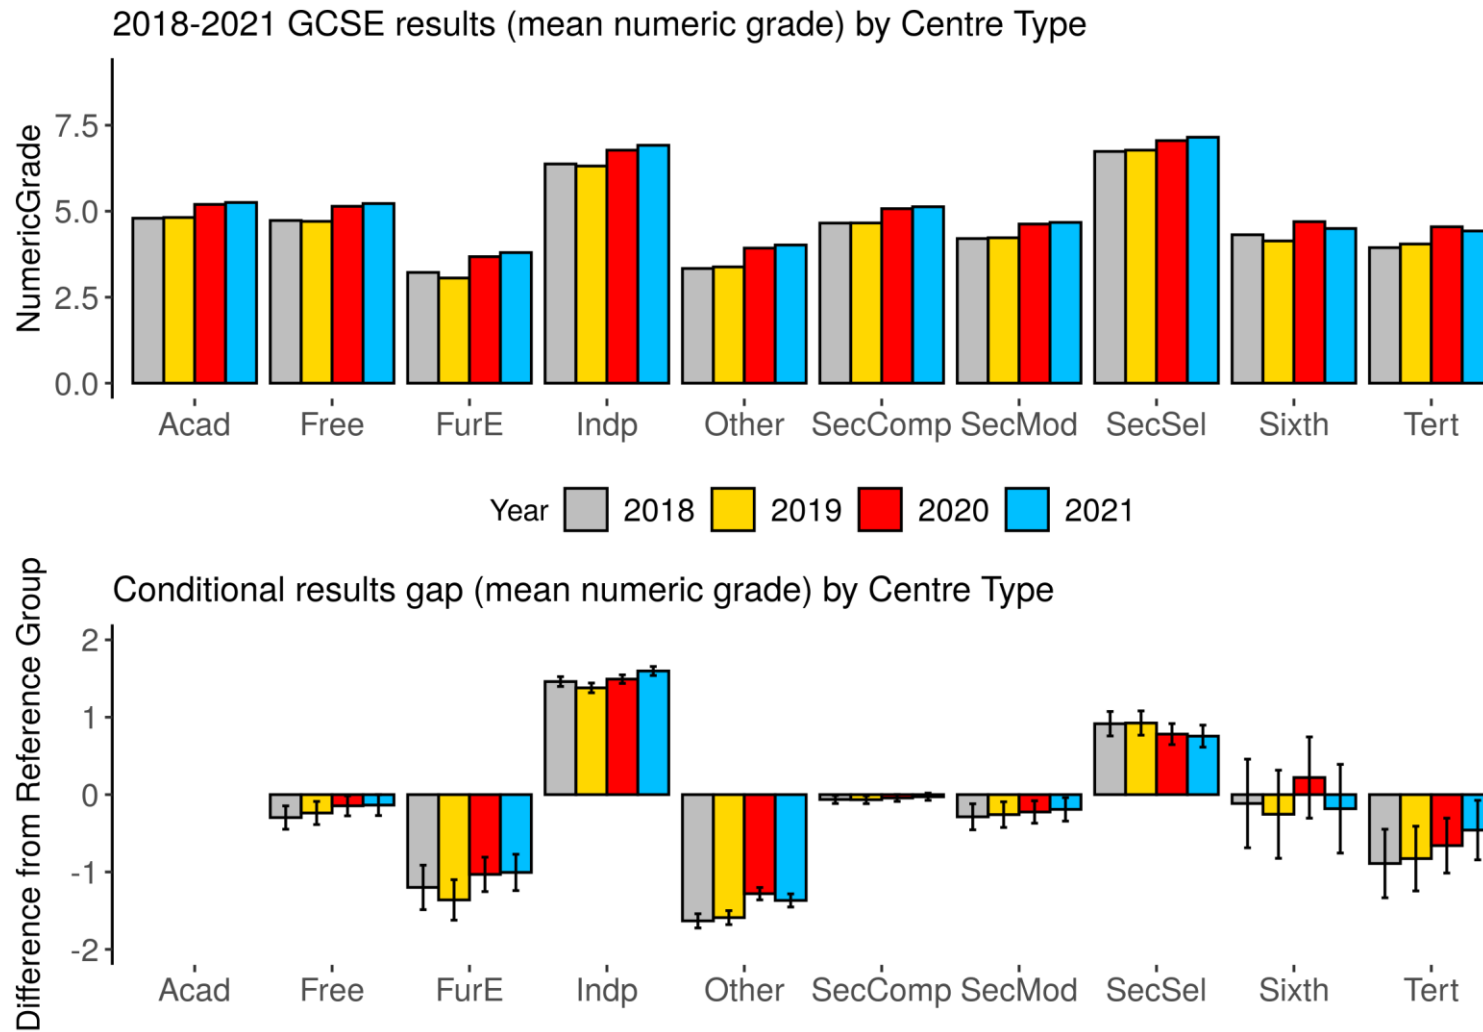 2018-2021 GCSE results (mean numeric grade) by Centre Type
NumericGrade
7.5
5.0
2.5
0.0
Acad Free FurE Indp Other SecComp SecMod SecSel Sixth Tert
Year 2018 2019 2020 2021
Conditional results gap (mean numeric grade) by Centre Type
Difference from Reference Group
2
1
0
-1
-2
Acad Free FurE Indp Other SecComp SecMod SecSel Sixth Tert